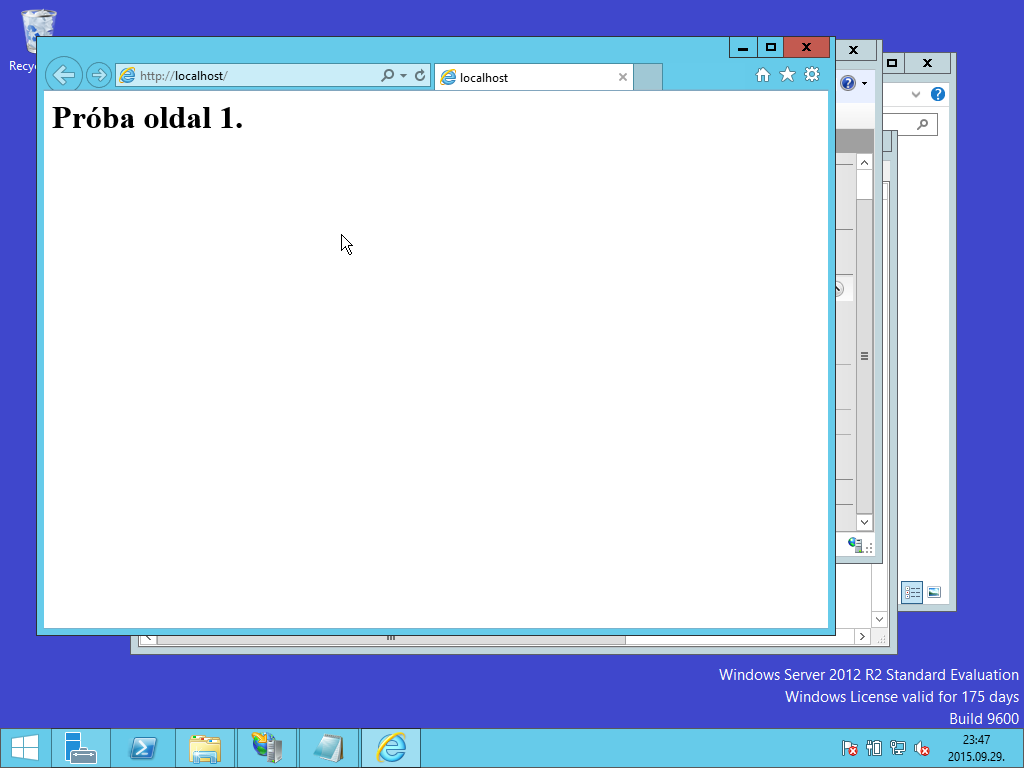 Recy
http://localhost/
localhost
Próba oldal 1.
Windows Server 2012 R2 Standard Evaluation
Windows License valid for 175 days
Build 9600
23:47
2015.09.29.